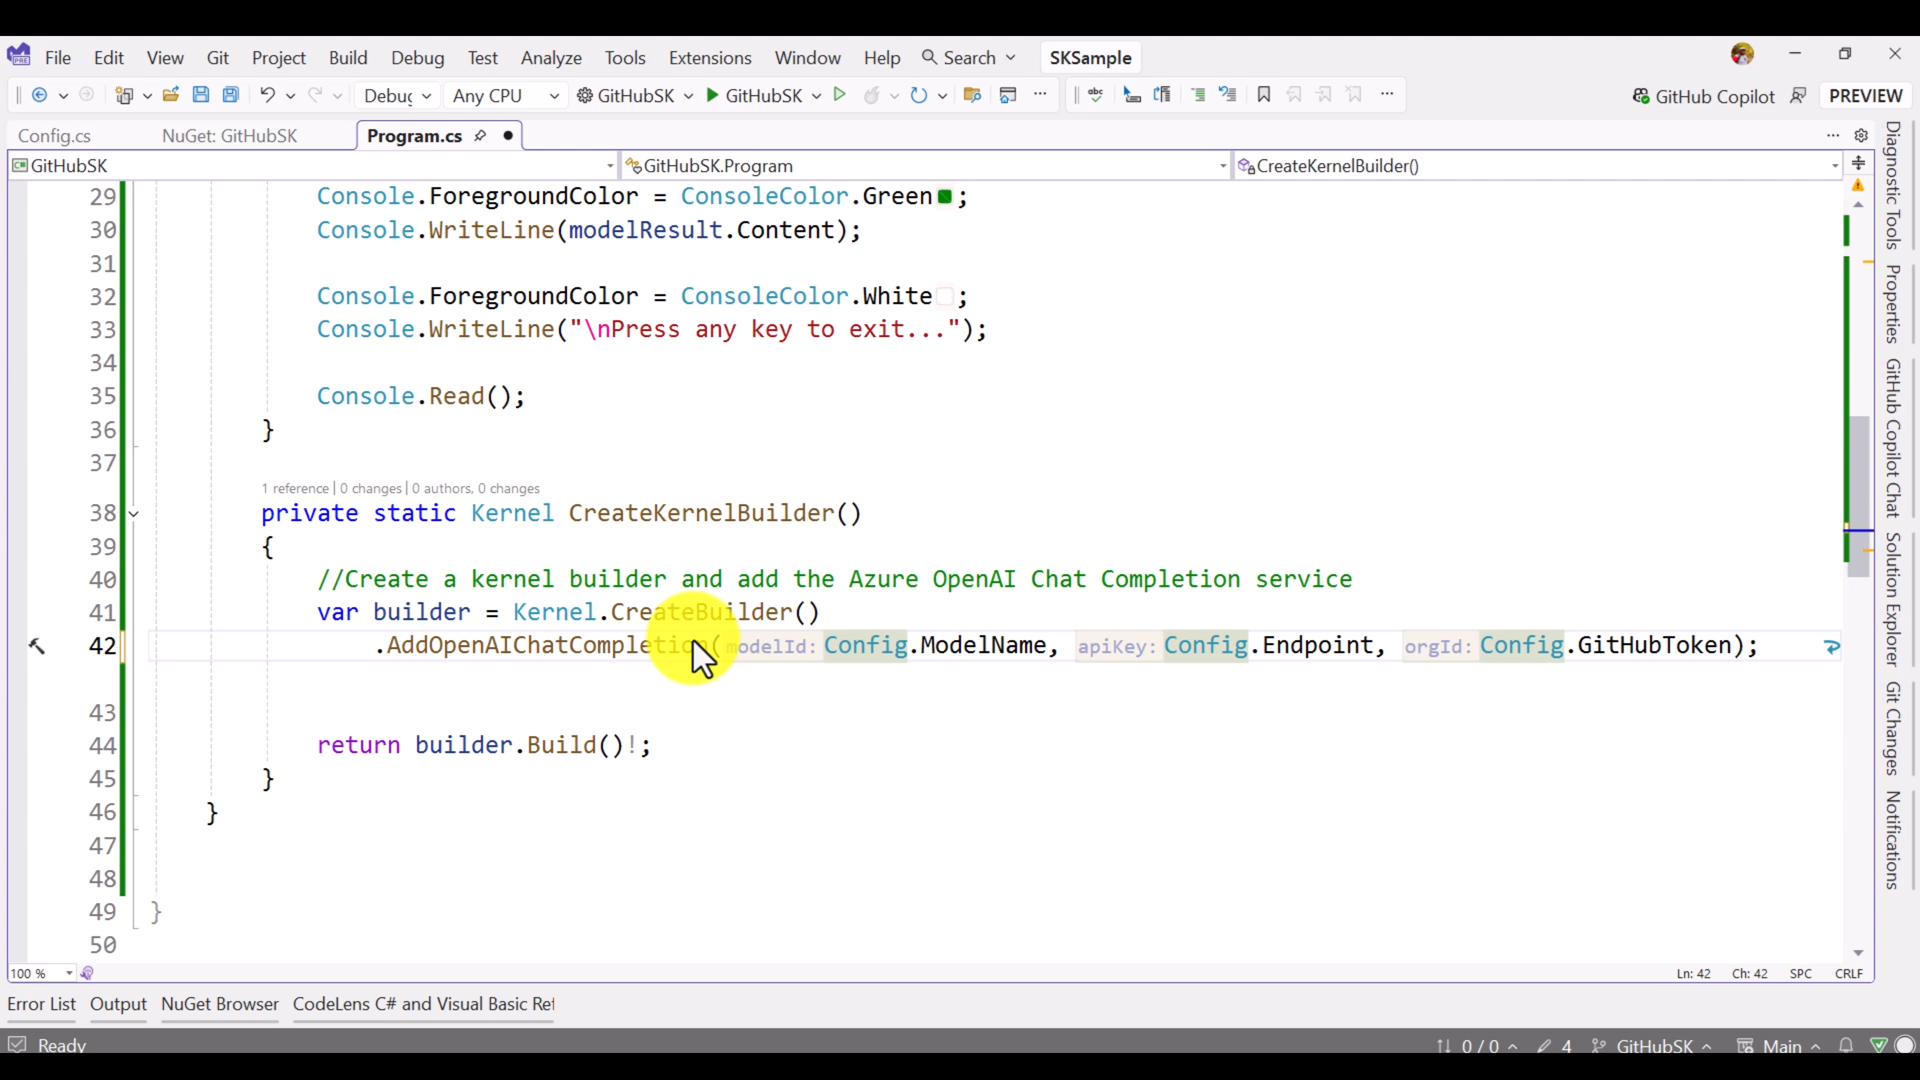 PRE File Edit View Git Project Build Debug Test Analyze Tools Extensions Window Help Search SKSample
Debug Any CPU GitHubSK GitHubSK abc GitHub Copilot PREVIEW
Config.cs NuGet: GitHubSK Program.cs
GitHubSK GitHubSK.Program CreateKernelBuilder()
29 Console.ForegroundColor = ConsoleColor.Green;
30 Console.WriteLine(modelResult.Content);
31
32 Console.ForegroundColor = ConsoleColor.White;
33 Console.WriteLine("\nPress any key to exit...");
34
35 Console.Read();
36 }
37
1 reference | 0 changes | 0 authors, 0 changes
38 private static Kernel CreateKernelBuilder()
39 {
40 //Create a kernel builder and add the Azure OpenAI Chat Completion service
41 var builder = Kernel.CreateBuilder()
42 .AddOpenAIChatCompletion(modelId: Config.ModelName, apiKey: Config.Endpoint, orgId: Config.GitHubToken);
43
44 return builder.Build()!;
45 }
46 }
47
48
49 }
50
100 % Ln: 42 Ch: 42 SPC CRLF
Error List Output NuGet Browser CodeLens C# and Visual Basic Ref
Ready 0 / 0 4 GitHubSK Main
Diagnostic Tools
Properties
GitHub Copilot Chat
Solution Explorer
Git Changes
Notifications